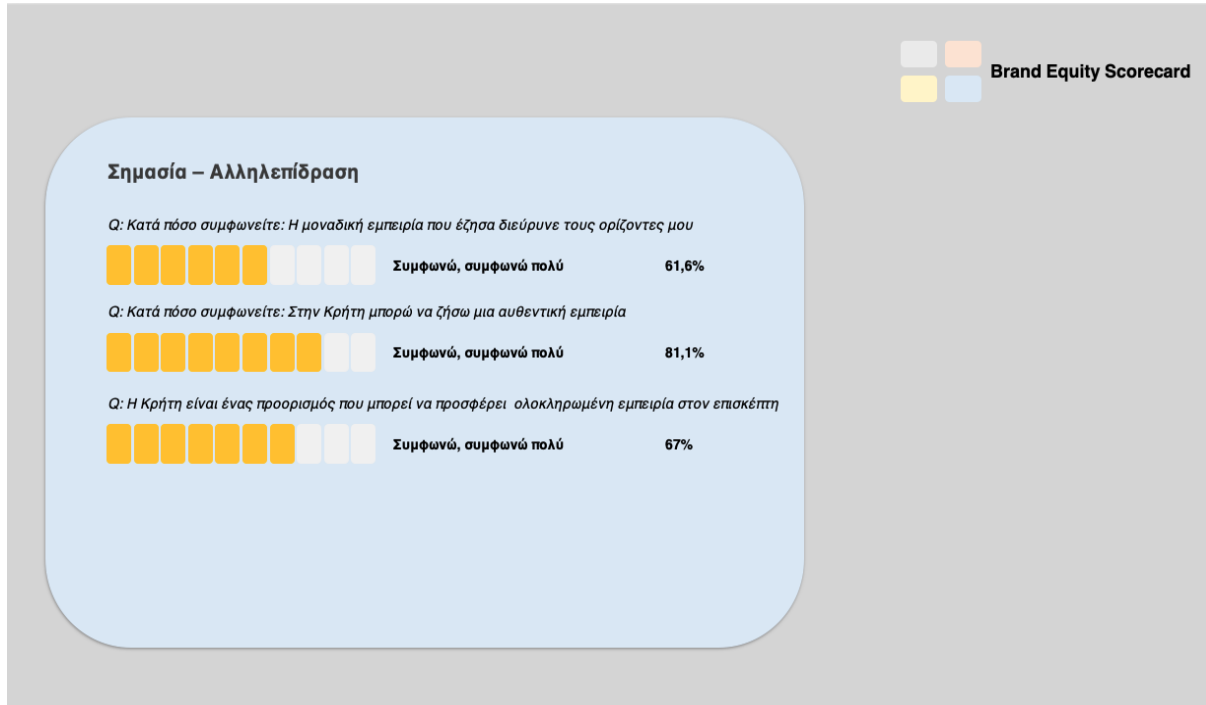 Brand Equity Scorecard
Σημασία – Αλληλεπίδραση
Q: Κατά πόσο συμφωνείτε: Η μοναδική εμπειρία που έζησα διεύρυνε τους ορίζοντες μου
Συμφωνώ, συμφωνώ πολύ 61,6%
Q: Κατά πόσο συμφωνείτε: Στην Κρήτη μπορώ να ζήσω μια αυθεντική εμπειρία
Συμφωνώ, συμφωνώ πολύ 81,1%
Q: Η Κρήτη είναι ένας προορισμός που μπορεί να προσφέρει ολοκληρωμένη εμπειρία στον επισκέπτη
Συμφωνώ, συμφωνώ πολύ 67%